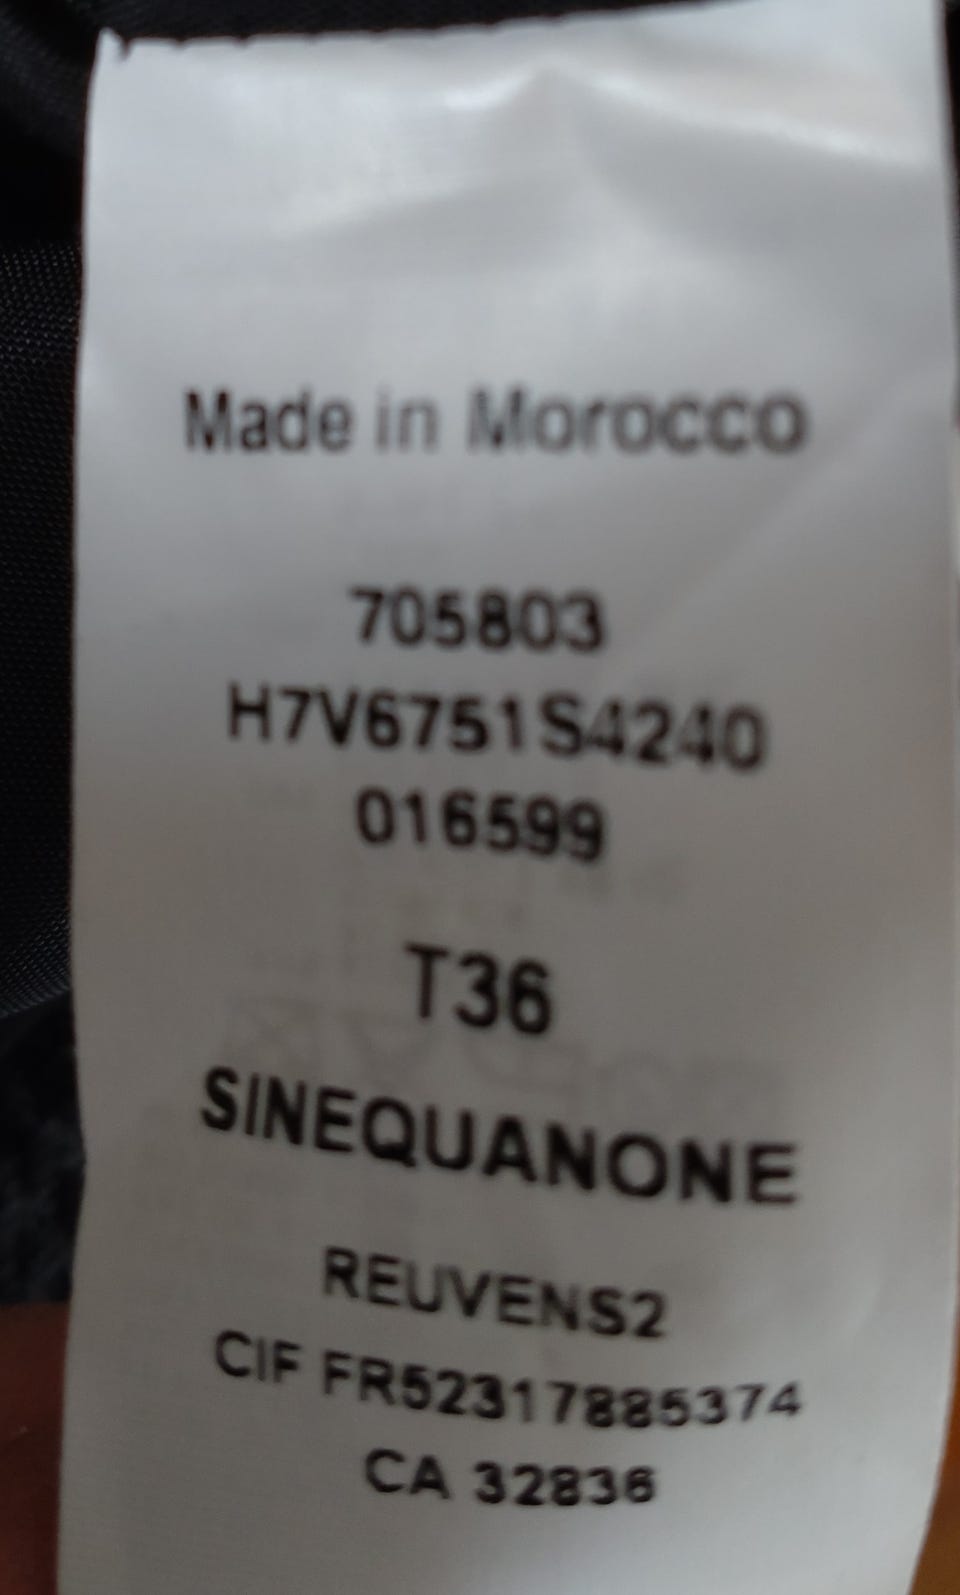 Made in Morocco
705803
H7V6751S4240
016599
T36
SINEQUANONE
REUVENS2
CIF FR52317885374
CA 32836